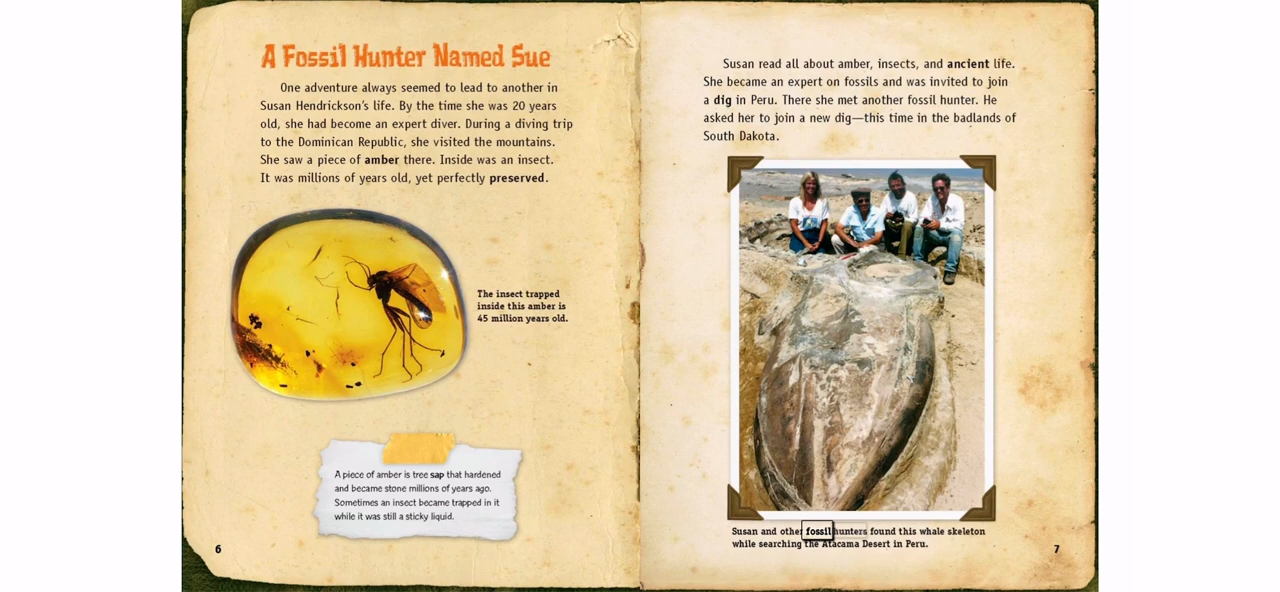 A Fossil Hunter Named Sue
One adventure always seemed to lead to another in
Susan Hendrickson's life. By the time she was 20 years
old, she had become an expert diver. During a diving trip
to the Dominican Republic, she visited the mountains.
She saw a piece of amber there. Inside was an insect.
It was millions of years old, yet perfectly preserved.
The insect trapped
inside this amber is
45 million years old.
A piece of amber is tree sap that hardened
and became stone millions of years ago.
Sometimes an insect became trapped in it
while it was still a sticky liquid.
6
Susan read all about amber, insects, and ancient life.
She became an expert on fossils and was invited to join
a dig in Peru. There she met another fossil hunter. He
asked her to join a new dig—this time in the badlands of
South Dakota.
Susan and other fossil hunters found this whale skeleton
while searching the Atacama Desert in Peru.
7